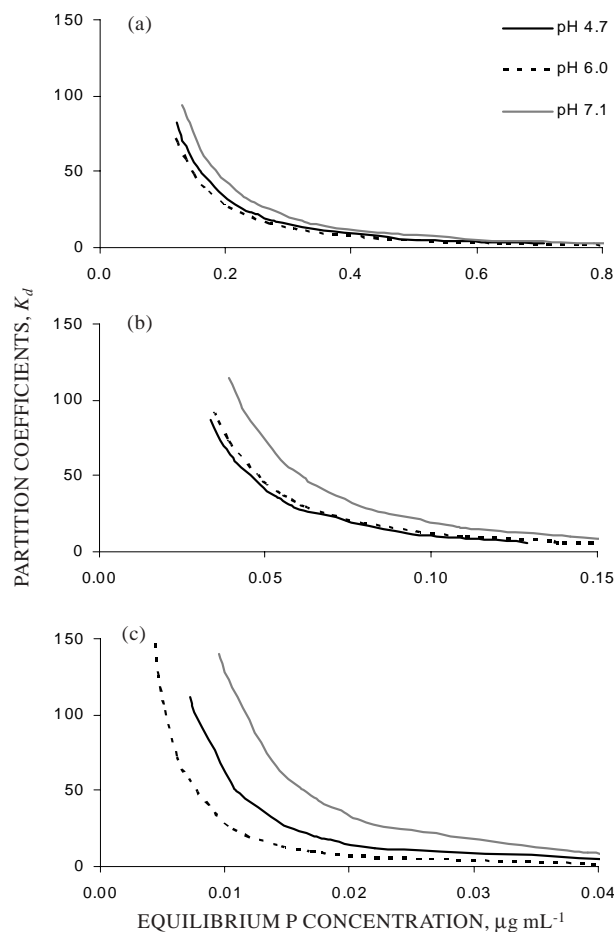 (a)
pH 4.7
pH 6.0
pH 7.1
150
100
50
0
0.0 0.2 0.4 0.6 0.8
PARTITION COEFFICIENTS, K_d
(b)
150
100
50
0
0.00 0.05 0.10 0.15
(c)
150
100
50
0
0.00 0.01 0.02 0.03 0.04
EQUILIBRIUM P CONCENTRATION, µg mL⁻¹